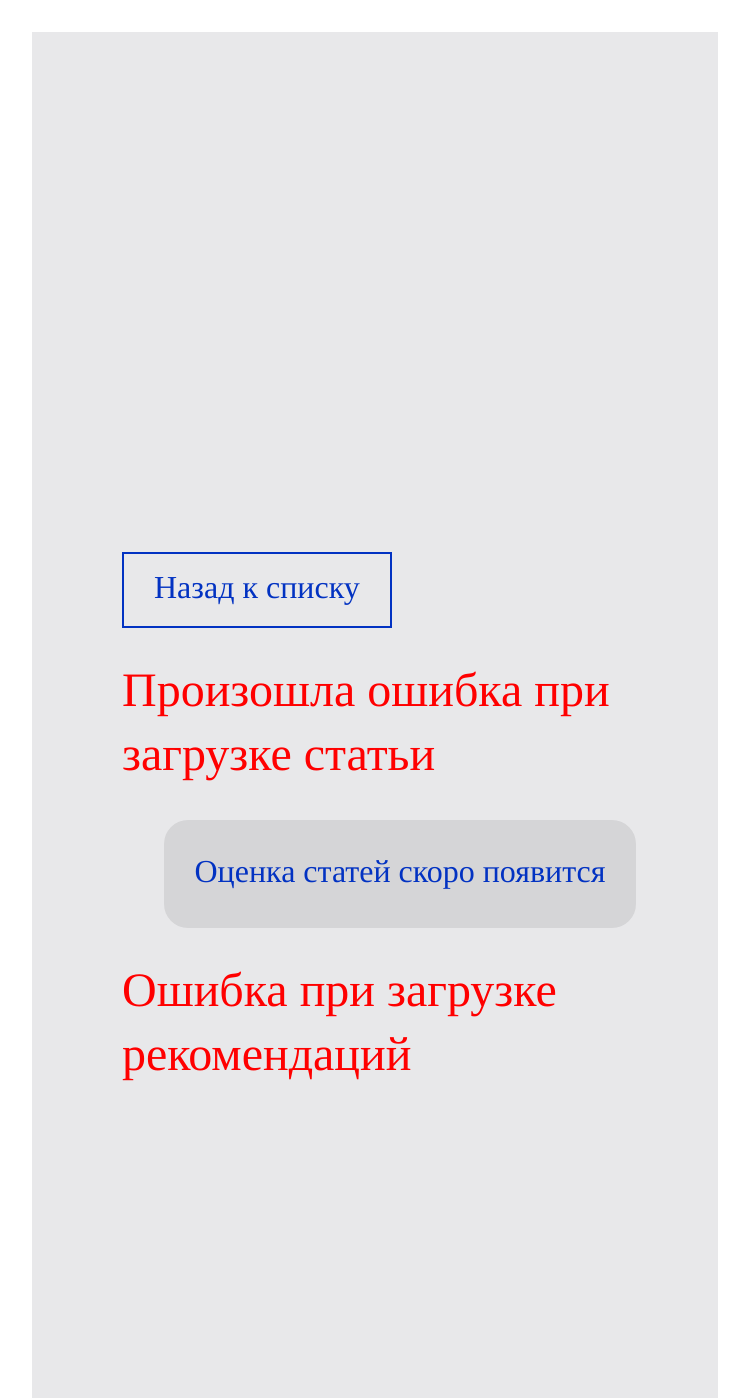 Назад к списку
Произошла ошибка при
загрузке статьи
Оценка статей скоро появится
Ошибка при загрузке
рекомендаций